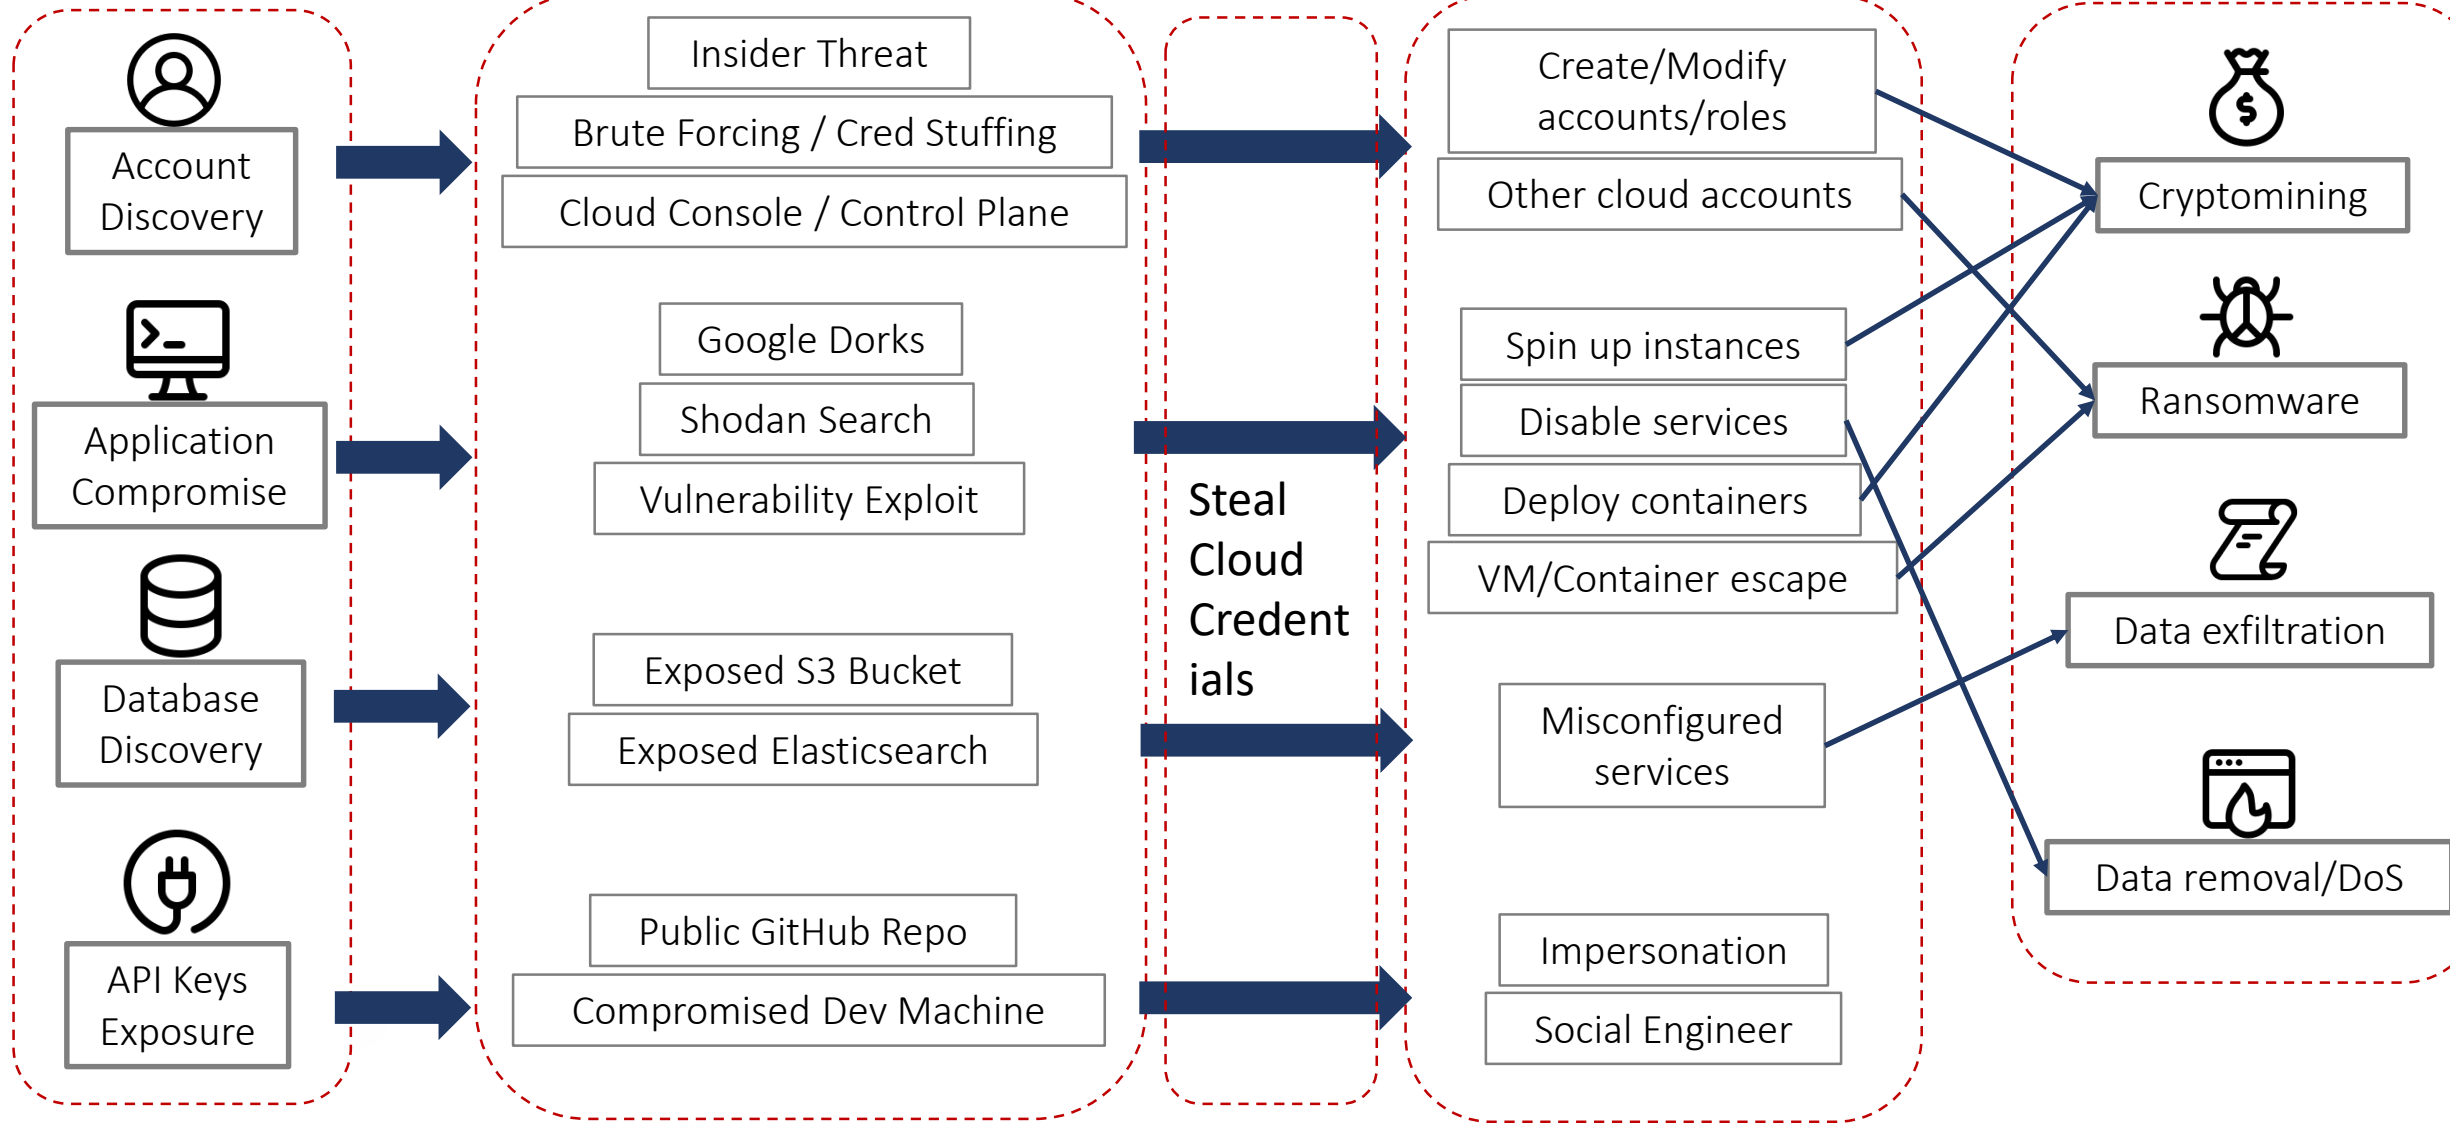 Account
Discovery
Application
Compromise
Database
Discovery
API Keys
Exposure
Insider Threat
Brute Forcing / Cred Stuffing
Cloud Console / Control Plane
Google Dorks
Shodan Search
Vulnerability Exploit
Exposed S3 Bucket
Exposed Elasticsearch
Public GitHub Repo
Compromised Dev Machine
Steal
Cloud
Credent
ials
Create/Modify
accounts/roles
Other cloud accounts
Spin up instances
Disable services
Deploy containers
VM/Container escape
Misconfigured
services
Impersonation
Social Engineer
$
Cryptomining
Ransomware
Data exfiltration
Data removal/DoS